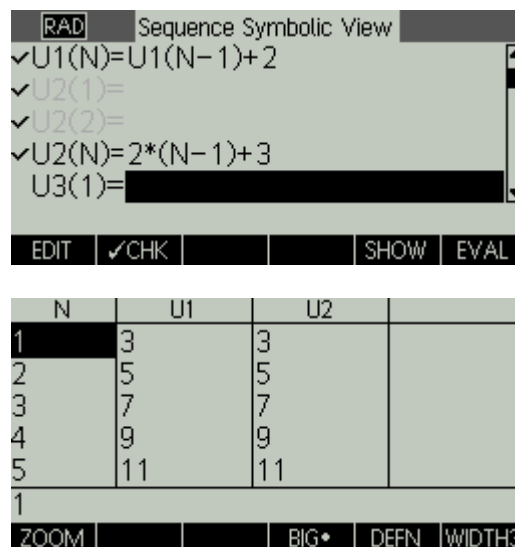 RAD Sequence Symbolic View
✓U1(N)=U1(N-1)+2
✓U2(1)=
✓U2(2)=
✓U2(N)=2*(N-1)+3
U3(1)=
EDIT ✓CHK SHOW EVAL
N U1 U2
1 3 3
2 5 5
3 7 7
4 9 9
5 11 11
1
ZOOM BIG• DEFN WIDTH3